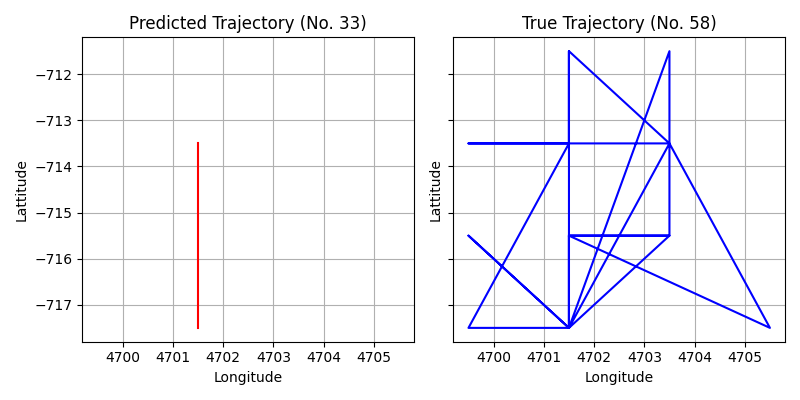 Predicted Trajectory (No. 33)
True Trajectory (No. 58)
Lattitude
−712
−713
−714
−715
−716
−717
4700 4701 4702 4703 4704 4705
Longitude
Lattitude
4700 4701 4702 4703 4704 4705
Longitude